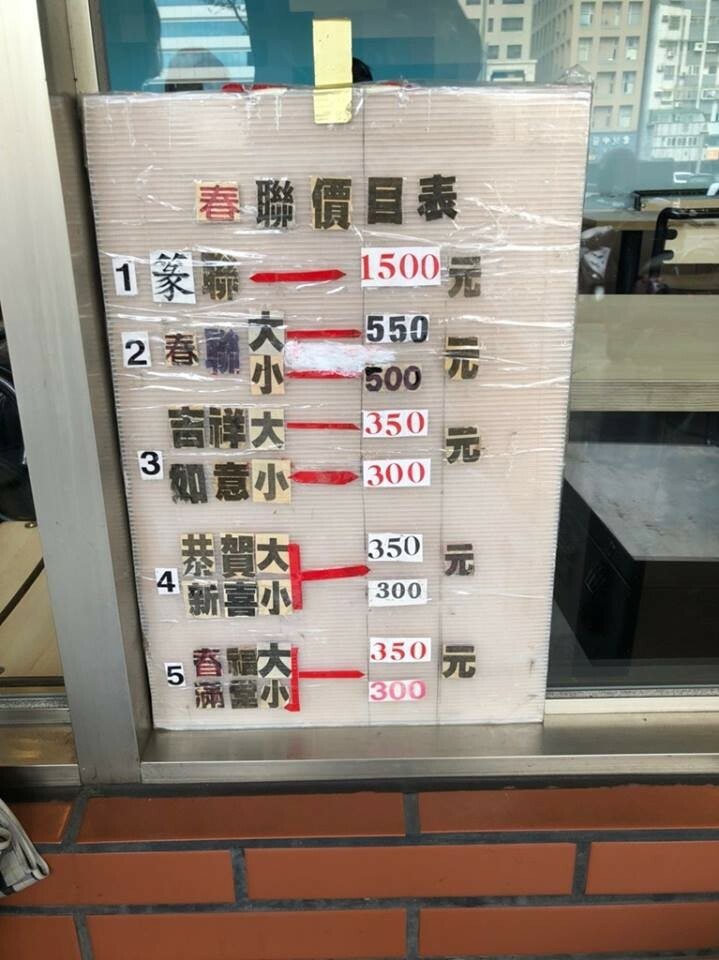 春聯價目表
1 篆聯 1500 元
2 春聯 大 550 元
小 500
3 吉祥 大 350 元
如意 小 300
4 恭賀 大 350 元
新喜 小 300
5 春福 大 350 元
滿堂 小 300